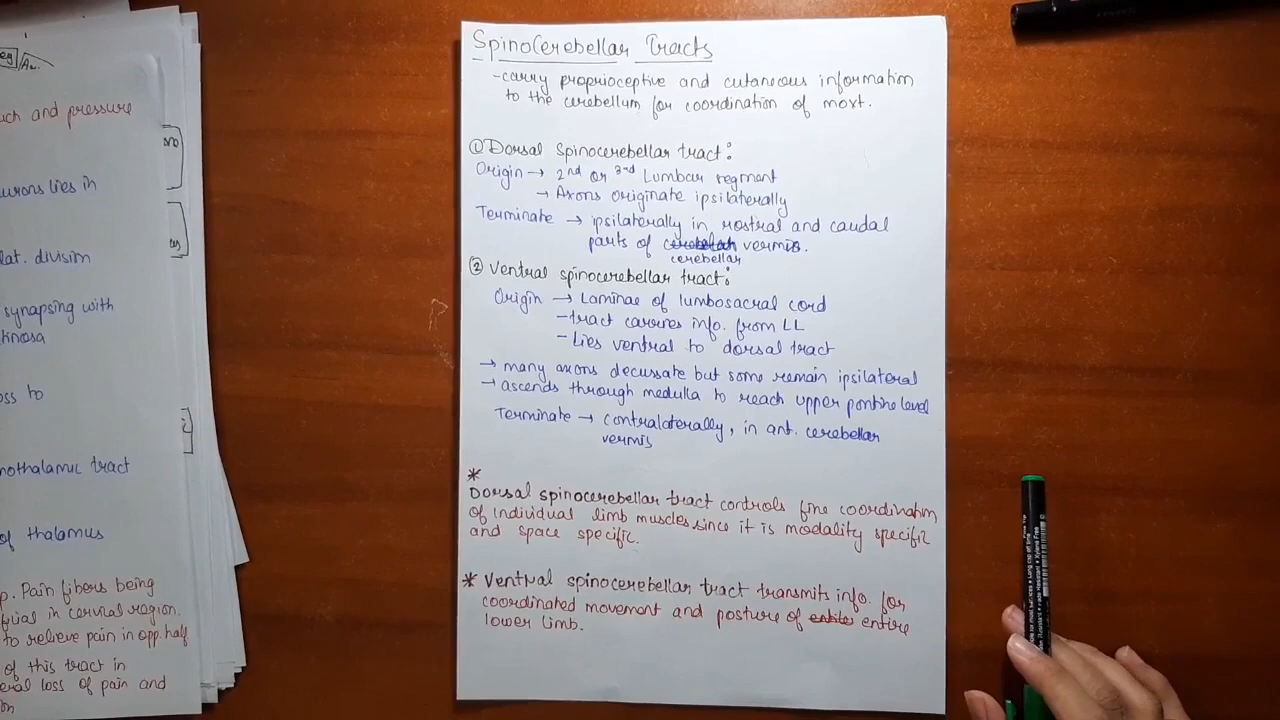 Spinocerebellar Tracts
-carry proprioceptive and cutaneous information
to the cerebellum for coordination of movt.
① Dorsal Spinocerebellar tract:
Origin → 2nd or 3rd Lumbar segment
→ Axons originate ipsilaterally
Terminate → ipsilaterally in rostral and caudal
parts of vermis.
cerebellar
② Ventral spinocerebellar tract:
Origin → Laminae of lumbosacral cord
- tract carries info. from LL
- Lies ventral to dorsal tract
→ many axons decussate but some remain ipsilateral
→ ascends through medulla to reach upper pontine level
Terminate → contralaterally, in ant. cerebellar
vermis
*
Dorsal spinocerebellar tract controls fine coordination
of individual limb muscles since it is modality specific
and space specific.
* Ventral spinocerebellar tract transmits info. for
coordinated movement and posture of entire
lower limb.
uch and pressure
urons lies in
lat. division
synapsing with
oss to
nothalamic tract
of thalamus
p. Pain fibers being
in cervical region.
to relieve pain in opp. half
of this tract in
eral loss of pain and